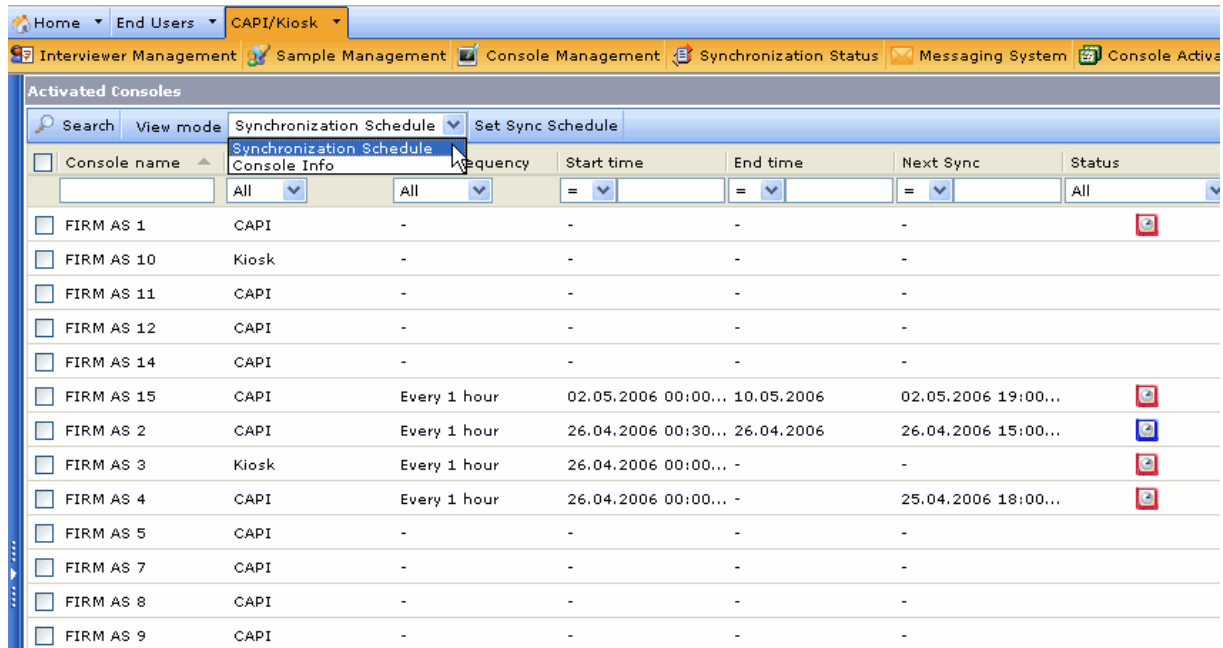 Home End Users CAPI/Kiosk
Interviewer Management Sample Management Console Management Synchronization Status Messaging System Console Activa
Activated Consoles
Search View mode Synchronization Schedule Set Sync Schedule
Synchronization Schedule
Console Info
Console name Start time End time Next Sync Status
All All = = = All
FIRM AS 1 CAPI - - - -
FIRM AS 10 Kiosk - - - -
FIRM AS 11 CAPI - - - -
FIRM AS 12 CAPI - - - -
FIRM AS 14 CAPI - - - -
FIRM AS 15 CAPI Every 1 hour 02.05.2006 00:00... 10.05.2006 02.05.2006 19:00...
FIRM AS 2 CAPI Every 1 hour 26.04.2006 00:30... 26.04.2006 26.04.2006 15:00...
FIRM AS 3 Kiosk Every 1 hour 26.04.2006 00:00... - -
FIRM AS 4 CAPI Every 1 hour 26.04.2006 00:00... - 25.04.2006 18:00...
FIRM AS 5 CAPI - - - -
FIRM AS 7 CAPI - - - -
FIRM AS 8 CAPI - - - -
FIRM AS 9 CAPI - - - -